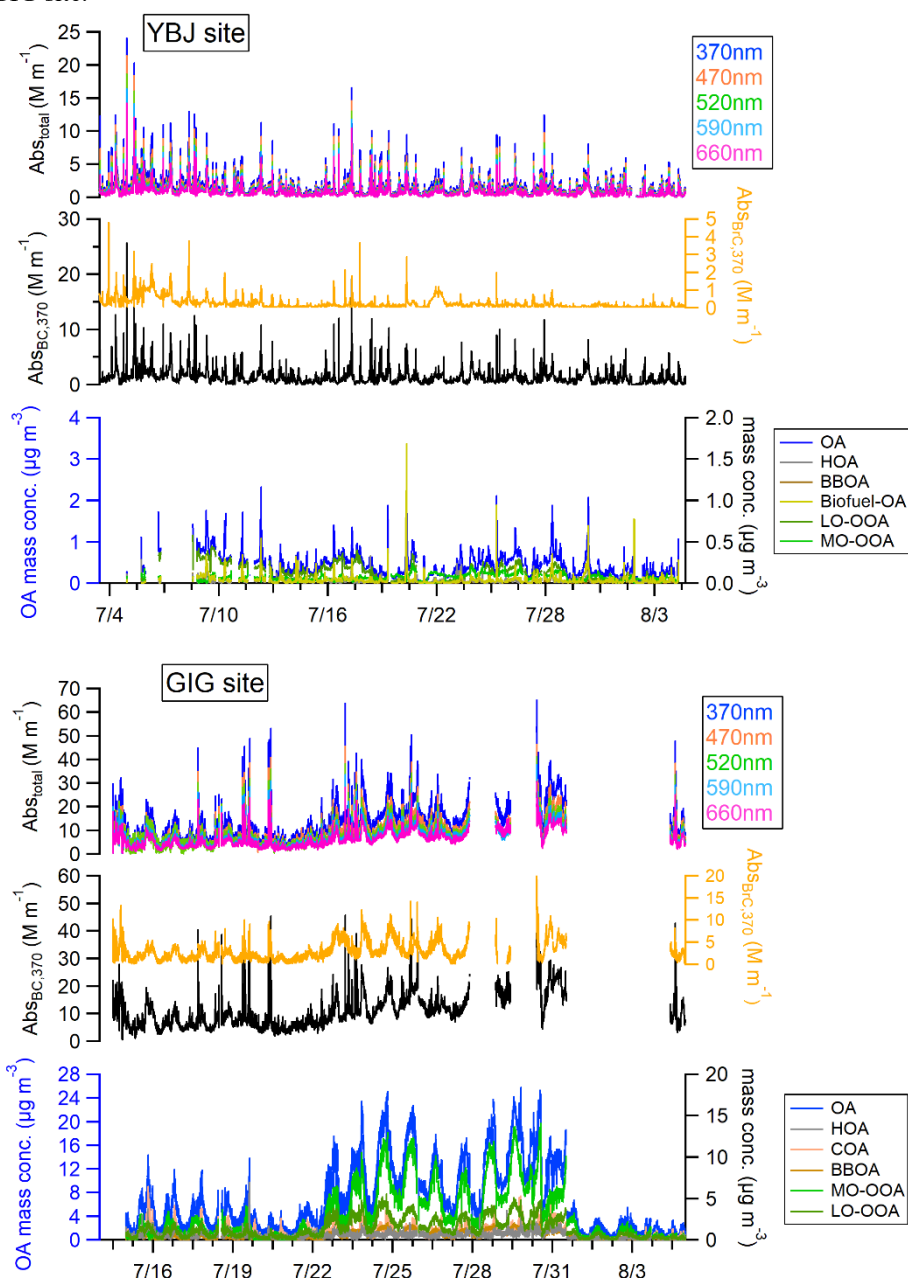 YBJ site
25
20
15
10
5
0
Abs_total (M m⁻¹)
370nm
470nm
520nm
590nm
660nm
30
20
10
0
Abs_BC,370 (M m⁻¹)
5
4
3
2
1
0
Abs_BrC,370 (M m⁻¹)
4
3
2
1
0
OA mass conc. (µg m⁻³)
2.0
1.5
1.0
0.5
0.0
mass conc. (µg m⁻³)
OA
HOA
BBOA
Biofuel-OA
LO-OOA
MO-OOA
7/4 7/10 7/16 7/22 7/28 8/3
GIG site
70
60
50
40
30
20
10
0
Abs_total (M m⁻¹)
370nm
470nm
520nm
590nm
660nm
60
50
40
30
20
10
0
Abs_BC,370 (M m⁻¹)
20
15
10
5
0
Abs_BrC,370 (M m⁻¹)
28
24
20
16
12
8
4
0
OA mass conc. (µg m⁻³)
20
15
10
5
0
mass conc. (µg m⁻³)
OA
HOA
COA
BBOA
MO-OOA
LO-OOA
7/16 7/19 7/22 7/25 7/28 7/31 8/3